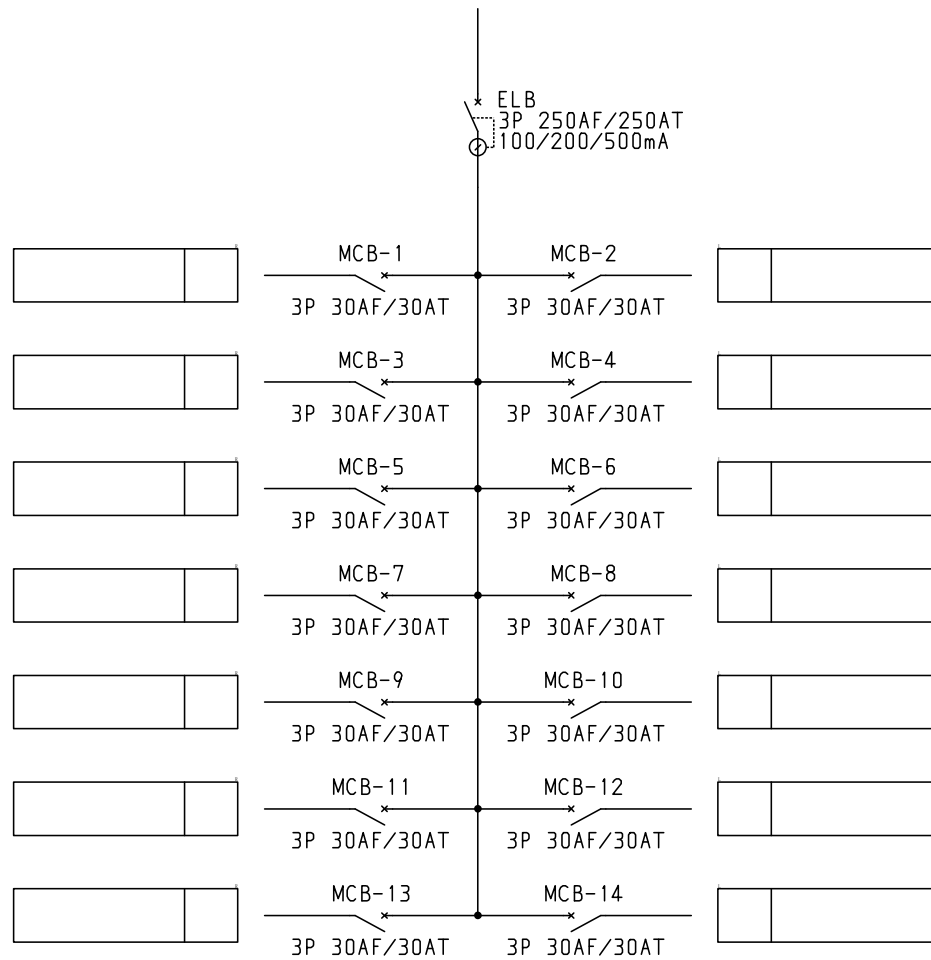 ELB
3P 250AF/250AT
100/200/500mA
MCB-1 MCB-2
3P 30AF/30AT 3P 30AF/30AT
MCB-3 MCB-4
3P 30AF/30AT 3P 30AF/30AT
MCB-5 MCB-6
3P 30AF/30AT 3P 30AF/30AT
MCB-7 MCB-8
3P 30AF/30AT 3P 30AF/30AT
MCB-9 MCB-10
3P 30AF/30AT 3P 30AF/30AT
MCB-11 MCB-12
3P 30AF/30AT 3P 30AF/30AT
MCB-13 MCB-14
3P 30AF/30AT 3P 30AF/30AT